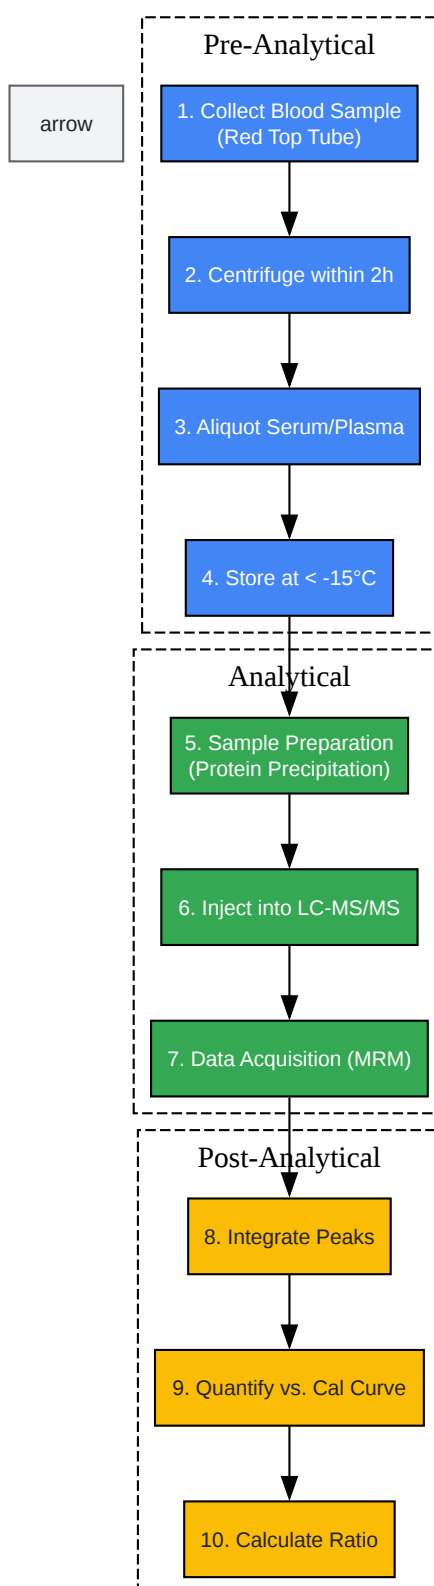 Pre-Analytical
arrow
1. Collect Blood Sample
(Red Top Tube)
2. Centrifuge within 2h
3. Aliquot Serum/Plasma
4. Store at < -15°C
Analytical
5. Sample Preparation
(Protein Precipitation)
6. Inject into LC-MS/MS
7. Data Acquisition (MRM)
Post-Analytical
8. Integrate Peaks
9. Quantify vs. Cal Curve
10. Calculate Ratio